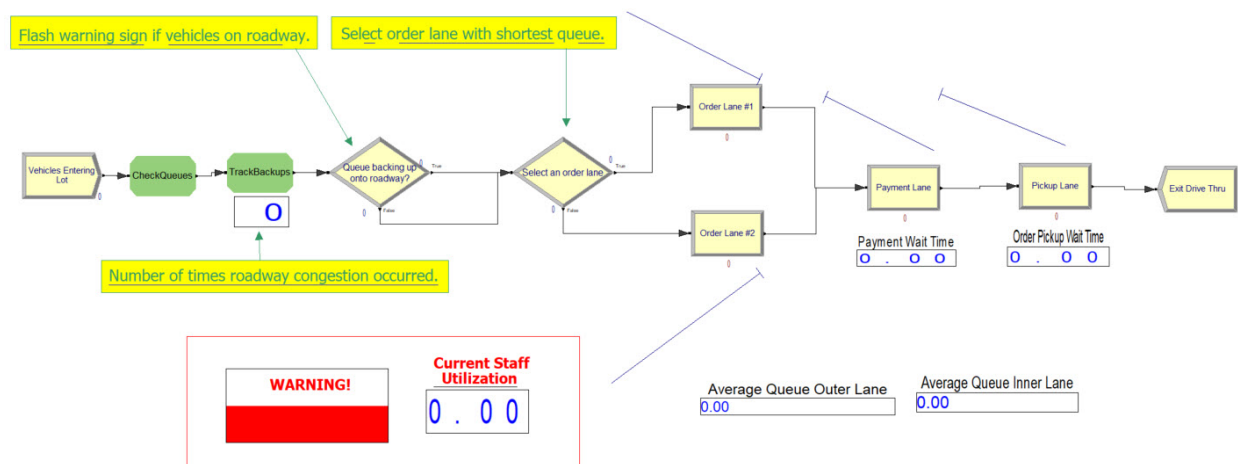 Flash warning sign if vehicles on roadway.
Select order lane with shortest queue.
Vehicles Entering
Lot
CheckQueues
TrackBackups
0
Queue backing up
onto roadway?
0
True
0
False
Select an order lane
0
True
0
False
Order Lane #1
0
Order Lane #2
0
Payment Lane
0
Pickup Lane
0
Exit Drive Thru
Payment Wait Time
0.00
Order Pickup Wait Time
0.00
Number of times roadway congestion occurred.
WARNING!
Current Staff
Utilization
0.00
Average Queue Outer Lane
0.00
Average Queue Inner Lane
0.00